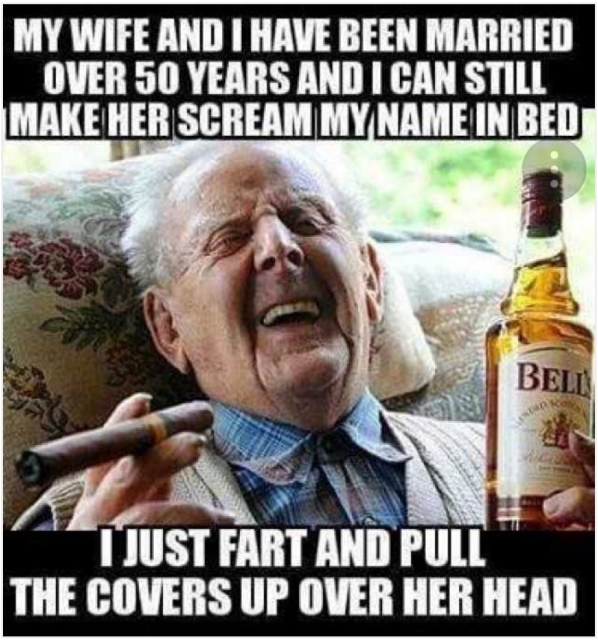 MY WIFE AND I HAVE BEEN MARRIED
OVER 50 YEARS AND I CAN STILL
MAKE HER SCREAM MY NAME IN BED
BELL'S
I JUST FART AND PULL
THE COVERS UP OVER HER HEAD